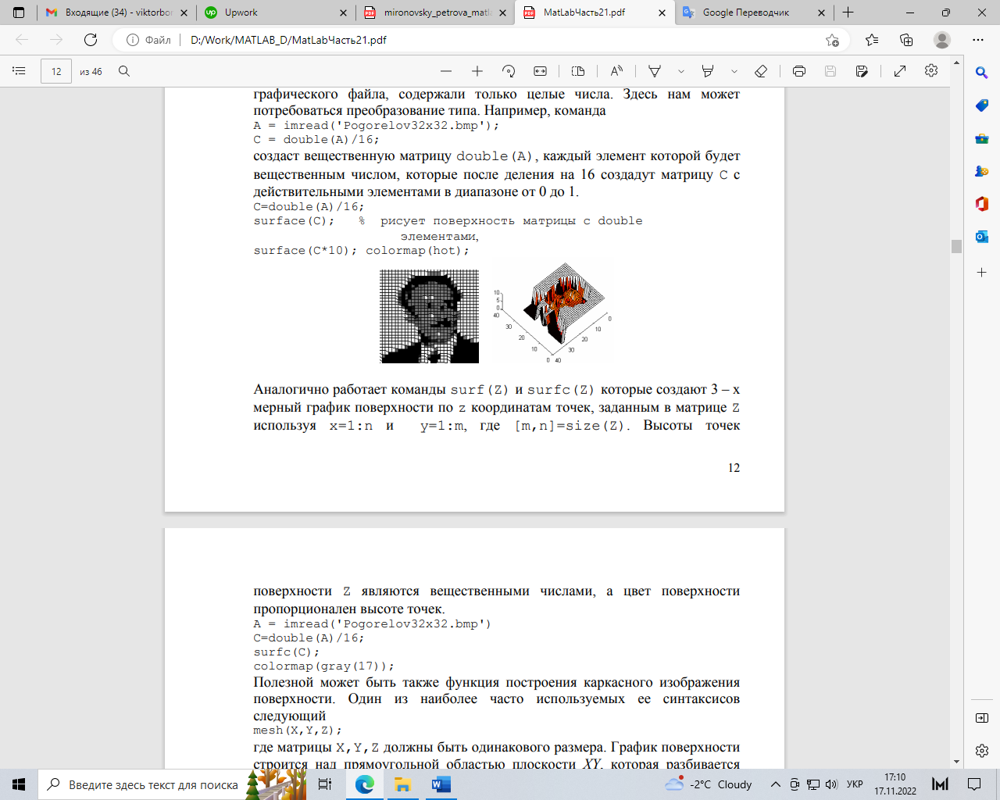 Входящие (34) - viktorbor
Upwork
mironovsky_petrova_matl
MatLabЧасть21.pdf
Google Переводчик
Файл
D:/Work/MATLAB_D/MatLabЧасть21.pdf
12
из 46
графического файла, содержали только целые числа. Здесь нам может
потребоваться преобразование типа. Например, команда
A = imread('Pogorelov32x32.bmp');
C = double(A)/16;
создаст вещественную матрицу double(A), каждый элемент которой будет
вещественным числом, которые после деления на 16 создадут матрицу C с
действительными элементами в диапазоне от 0 до 1.
C=double(A)/16;
surface(C); % рисует поверхность матрицы с double
элементами,
surface(C*10); colormap(hot);
10
5
0
40
30
20
10
0
0
10
20
30
40
Аналогично работает команды surf(Z) и surfc(Z) которые создают 3 – х
мерный график поверхности по z координатам точек, заданным в матрице Z
используя x=1:n и y=1:m, где [m,n]=size(Z). Высоты точек
12
поверхности Z являются вещественными числами, а цвет поверхности
пропорционален высоте точек.
A = imread('Pogorelov32x32.bmp')
C=double(A)/16;
surfc(C);
colormap(gray(17));
Полезной может быть также функция построения каркасного изображения
поверхности. Один из наиболее часто используемых ее синтаксисов
следующий
mesh(X,Y,Z);
где матрицы X,Y,Z должны быть одинакового размера. График поверхности
строится над прямоугольной областью плоскости XY, которая разбивается
Введите здесь текст для поиска
-2°C Cloudy
УКР
17:10
17.11.2022